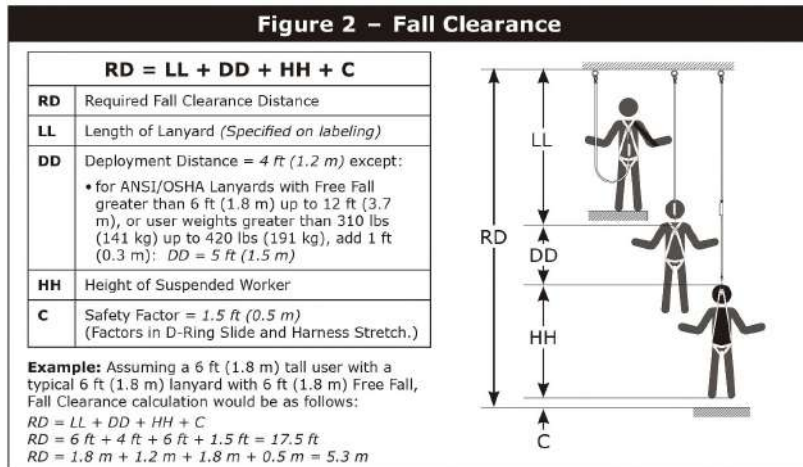 Figure 2 – Fall Clearance
RD = LL + DD + HH + C
RD Required Fall Clearance Distance
LL Length of Lanyard (Specified on labeling)
DD Deployment Distance = 4 ft (1.2 m) except:
• for ANSI/OSHA Lanyards with Free Fall
greater than 6 ft (1.8 m) up to 12 ft (3.7
m), or user weights greater than 310 lbs
(141 kg) up to 420 lbs (191 kg), add 1 ft
(0.3 m): DD = 5 ft (1.5 m)
HH Height of Suspended Worker
C Safety Factor = 1.5 ft (0.5 m)
(Factors in D-Ring Slide and Harness Stretch.)
Example: Assuming a 6 ft (1.8 m) tall user with a
typical 6 ft (1.8 m) lanyard with 6 ft (1.8 m) Free Fall,
Fall Clearance calculation would be as follows:
RD = LL + DD + HH + C
RD = 6 ft + 4 ft + 6 ft + 1.5 ft = 17.5 ft
RD = 1.8 m + 1.2 m + 1.8 m + 0.5 m = 5.3 m
LL
RD
DD
HH
C